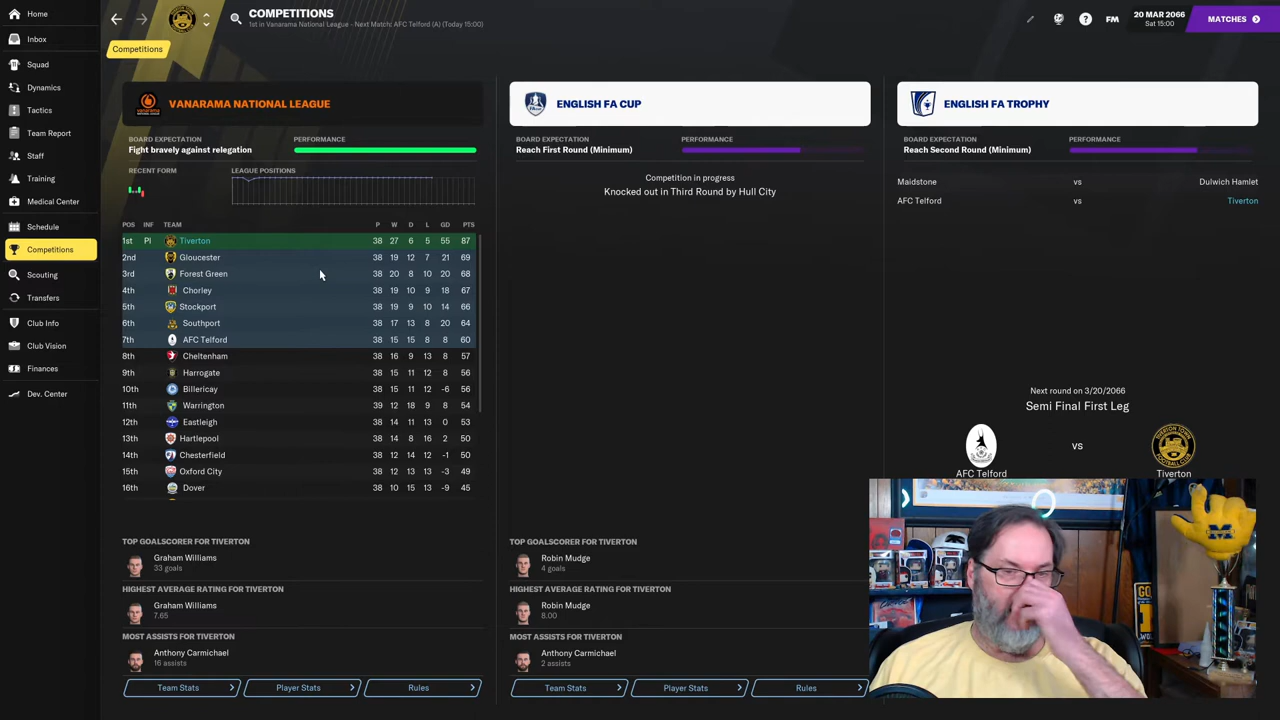 Home
COMPETITIONS
1st in Vanarama National League - Next Match: AFC Telford (A) (Today 15:00)
FM
20 MAR 2066
Sat 15:00
MATCHES
Inbox
Squad
Dynamics
Tactics
Team Report
Staff
Training
Medical Center
Schedule
Competitions
Scouting
Transfers
Club Info
Club Vision
Finances
Dev. Center
Competitions
VANARAMA NATIONAL LEAGUE
BOARD EXPECTATION PERFORMANCE
Fight bravely against relegation
RECENT FORM LEAGUE POSITIONS
POS INF TEAM P W D L GD PTS
1st Pl Tiverton 38 27 6 5 55 87
2nd Gloucester 38 19 12 7 21 69
3rd Forest Green 38 20 8 10 20 68
4th Chorley 38 19 10 9 18 67
5th Stockport 38 19 9 10 14 66
6th Southport 38 17 13 8 20 64
7th AFC Telford 38 15 15 8 8 60
8th Cheltenham 38 16 9 13 8 57
9th Harrogate 38 15 11 12 8 56
10th Billericay 38 15 11 12 -6 56
11th Warrington 39 12 18 9 8 54
12th Eastleigh 38 14 11 13 0 53
13th Hartlepool 38 14 8 16 2 50
14th Chesterfield 38 12 14 12 -1 50
15th Oxford City 38 12 13 13 -3 49
16th Dover 38 10 15 13 -9 45
TOP GOALSCORER FOR TIVERTON
Graham Williams
33 goals
HIGHEST AVERAGE RATING FOR TIVERTON
Graham Williams
7.65
MOST ASSISTS FOR TIVERTON
Anthony Carmichael
16 assists
Team Stats
Player Stats
Rules
ENGLISH FA CUP
BOARD EXPECTATION PERFORMANCE
Reach First Round (Minimum)
Competition in progress
Knocked out in Third Round by Hull City
TOP GOALSCORER FOR TIVERTON
Robin Mudge
4 goals
HIGHEST AVERAGE RATING FOR TIVERTON
Robin Mudge
8.00
MOST ASSISTS FOR TIVERTON
Anthony Carmichael
2 assists
Team Stats
Player Stats
Rules
ENGLISH FA TROPHY
BOARD EXPECTATION PERFORMANCE
Reach Second Round (Minimum)
Maidstone vs Dulwich Hamlet
AFC Telford vs Tiverton
Next round on 3/20/2066
Semi Final First Leg
AFC Telford vs Tiverton